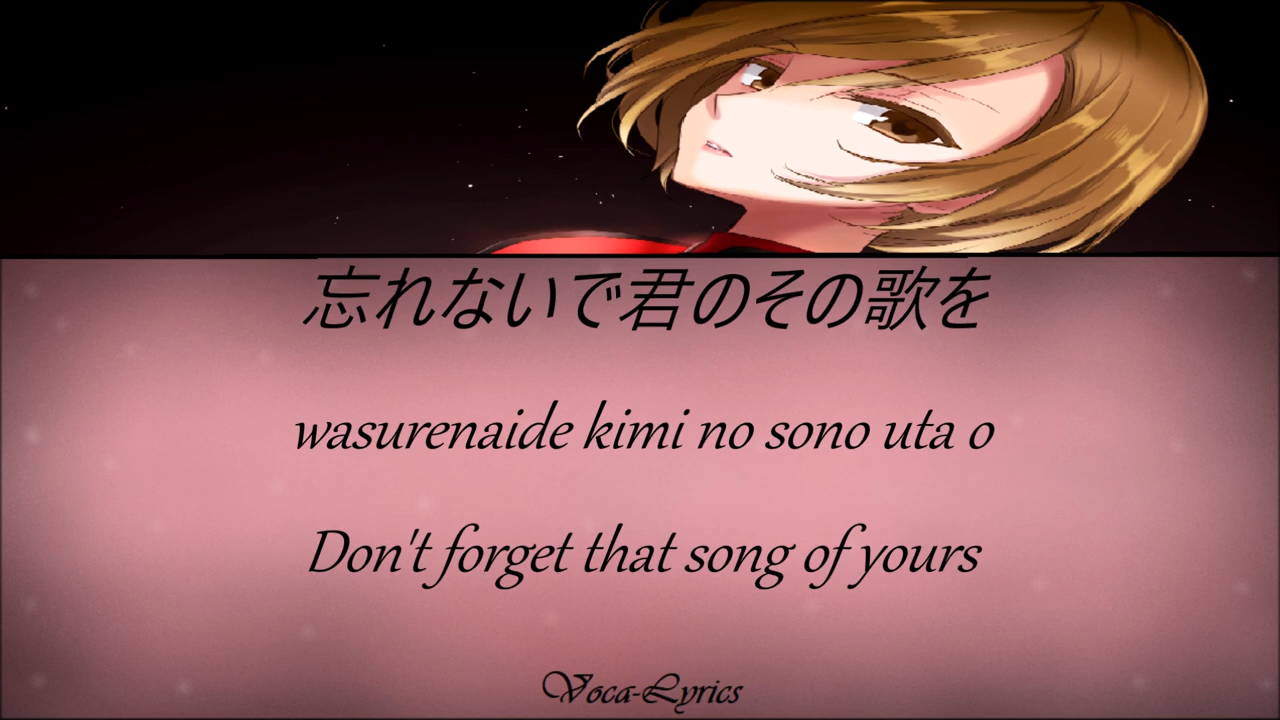 忘れないで君のその歌を
wasurenaide kimi no sono uta o
Don't forget that song of yours
Voca-Lyrics